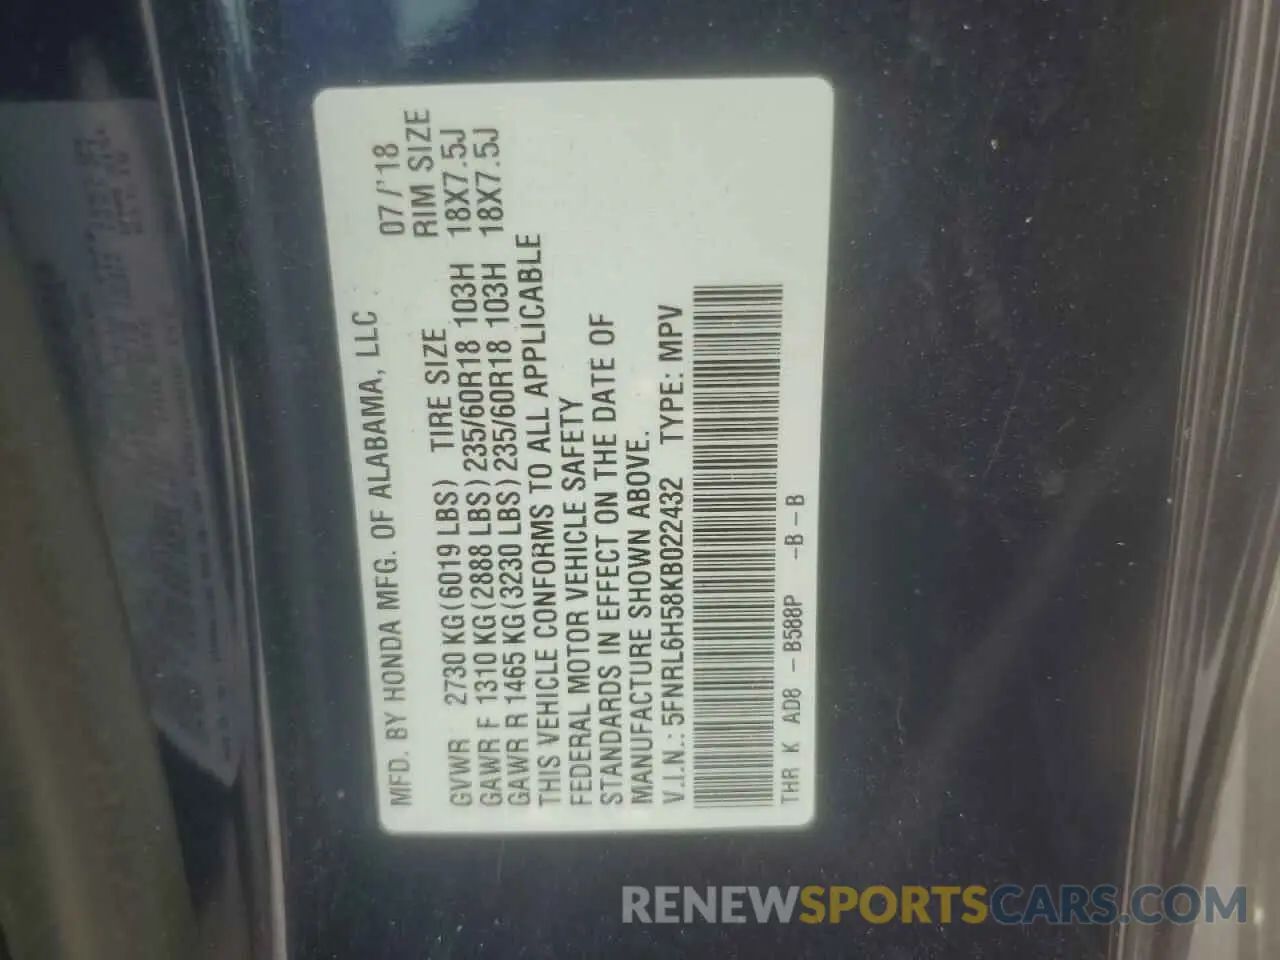 MFD. BY HONDA MFG. OF ALABAMA, LLC 07/'18
GVWR 2730 KG(6019 LBS) TIRE SIZE RIM SIZE
GAWR F 1310 KG(2888 LBS) 235/60R18 103H 18X7.5J
GAWR R 1465 KG(3230 LBS) 235/60R18 103H 18X7.5J
THIS VEHICLE CONFORMS TO ALL APPLICABLE
FEDERAL MOTOR VEHICLE SAFETY
STANDARDS IN EFFECT ON THE DATE OF
MANUFACTURE SHOWN ABOVE.
V.I.N.: 5FNRL6H58KB022432 TYPE: MPV
THR K AD8 - B588P -B-B
RENEWSPORTSCARS.COM